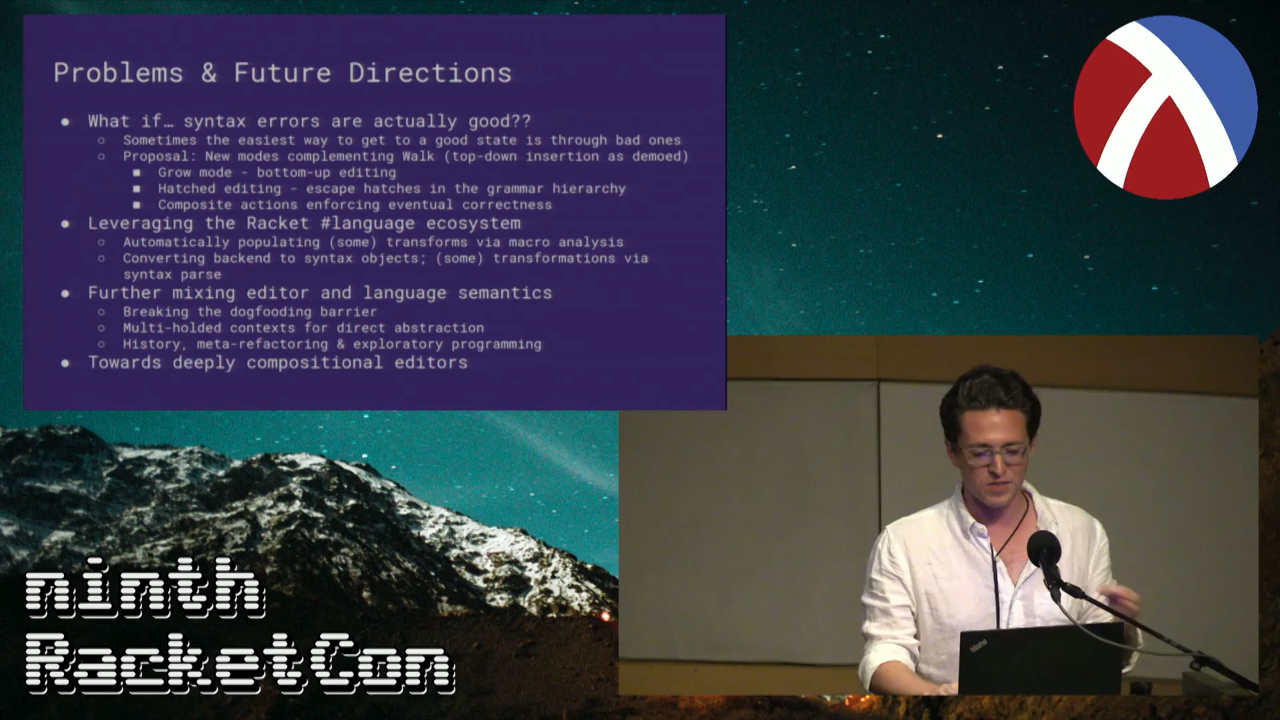 Problems & Future Directions
● What if… syntax errors are actually good??
○ Sometimes the easiest way to get to a good state is through bad ones
○ Proposal: New modes complementing Walk (top-down insertion as demoed)
■ Grow mode - bottom-up editing
■ Hatched editing - escape hatches in the grammar hierarchy
■ Composite actions enforcing eventual correctness
● Leveraging the Racket #language ecosystem
○ Automatically populating (some) transforms via macro analysis
○ Converting backend to syntax objects; (some) transformations via
syntax parse
● Further mixing editor and language semantics
○ Breaking the dogfooding barrier
○ Multi-holded contexts for direct abstraction
○ History, meta-refactoring & exploratory programming
● Towards deeply compositional editors
ninth
RacketCon